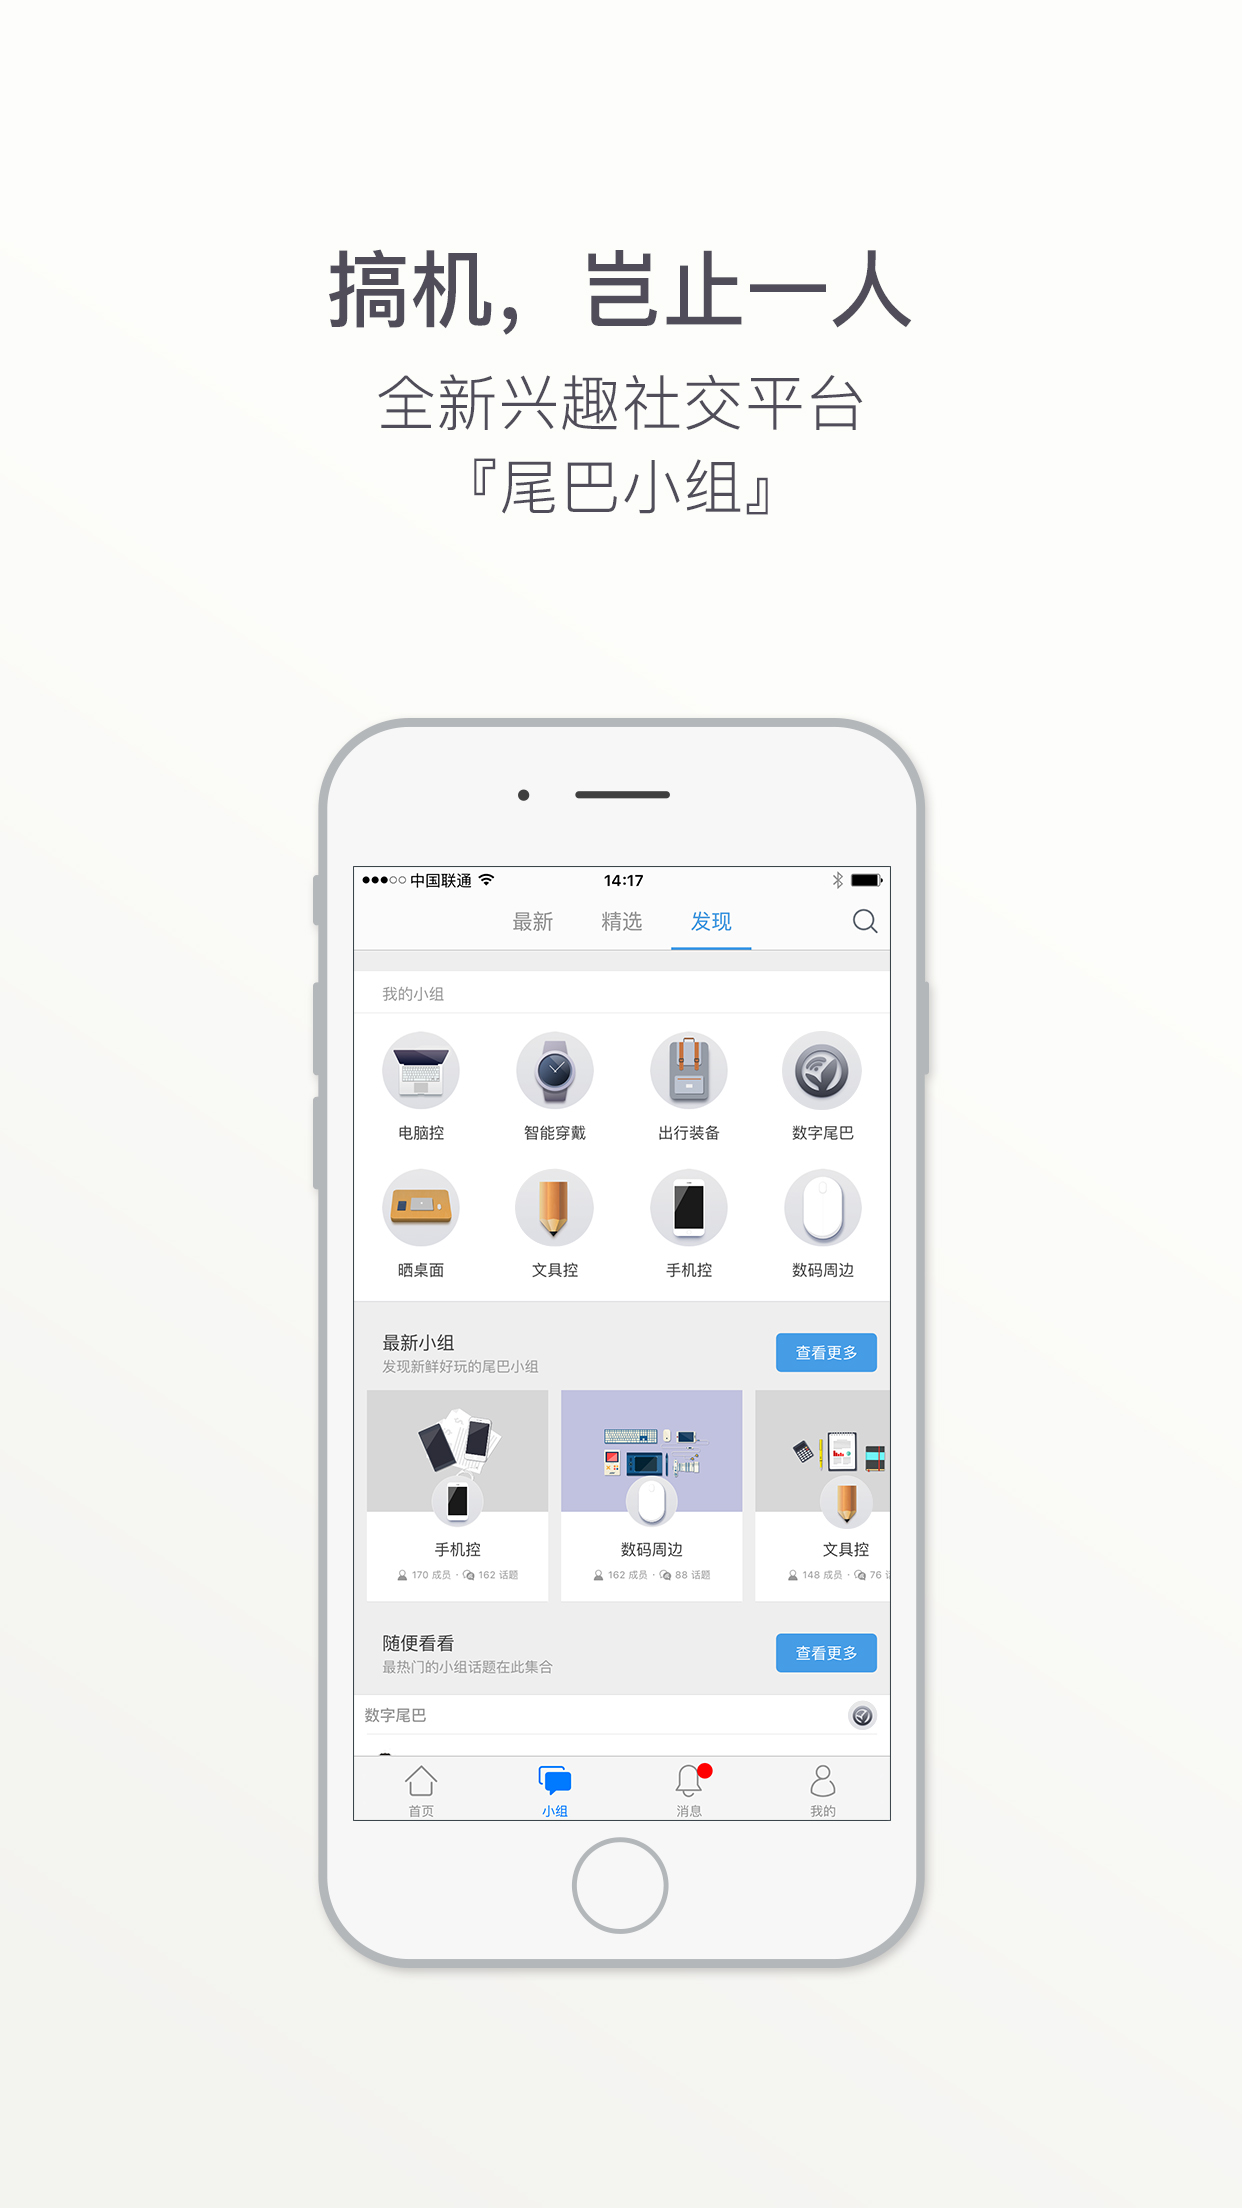 搞机，岂止一人
全新兴趣社交平台
『尾巴小组』
中国联通 14:17
最新 精选 发现
我的小组
电脑控 智能穿戴 出行装备 数字尾巴
晒桌面 文具控 手机控 数码周边
最新小组
发现新鲜好玩的尾巴小组
查看更多
手机控 数码周边 文具控
170 成员 · 162 话题 162 成员 · 88 话题 148 成员 · 76
随便看看
最热门的小组话题在此集合
查看更多
数字尾巴
首页 小组 消息 我的